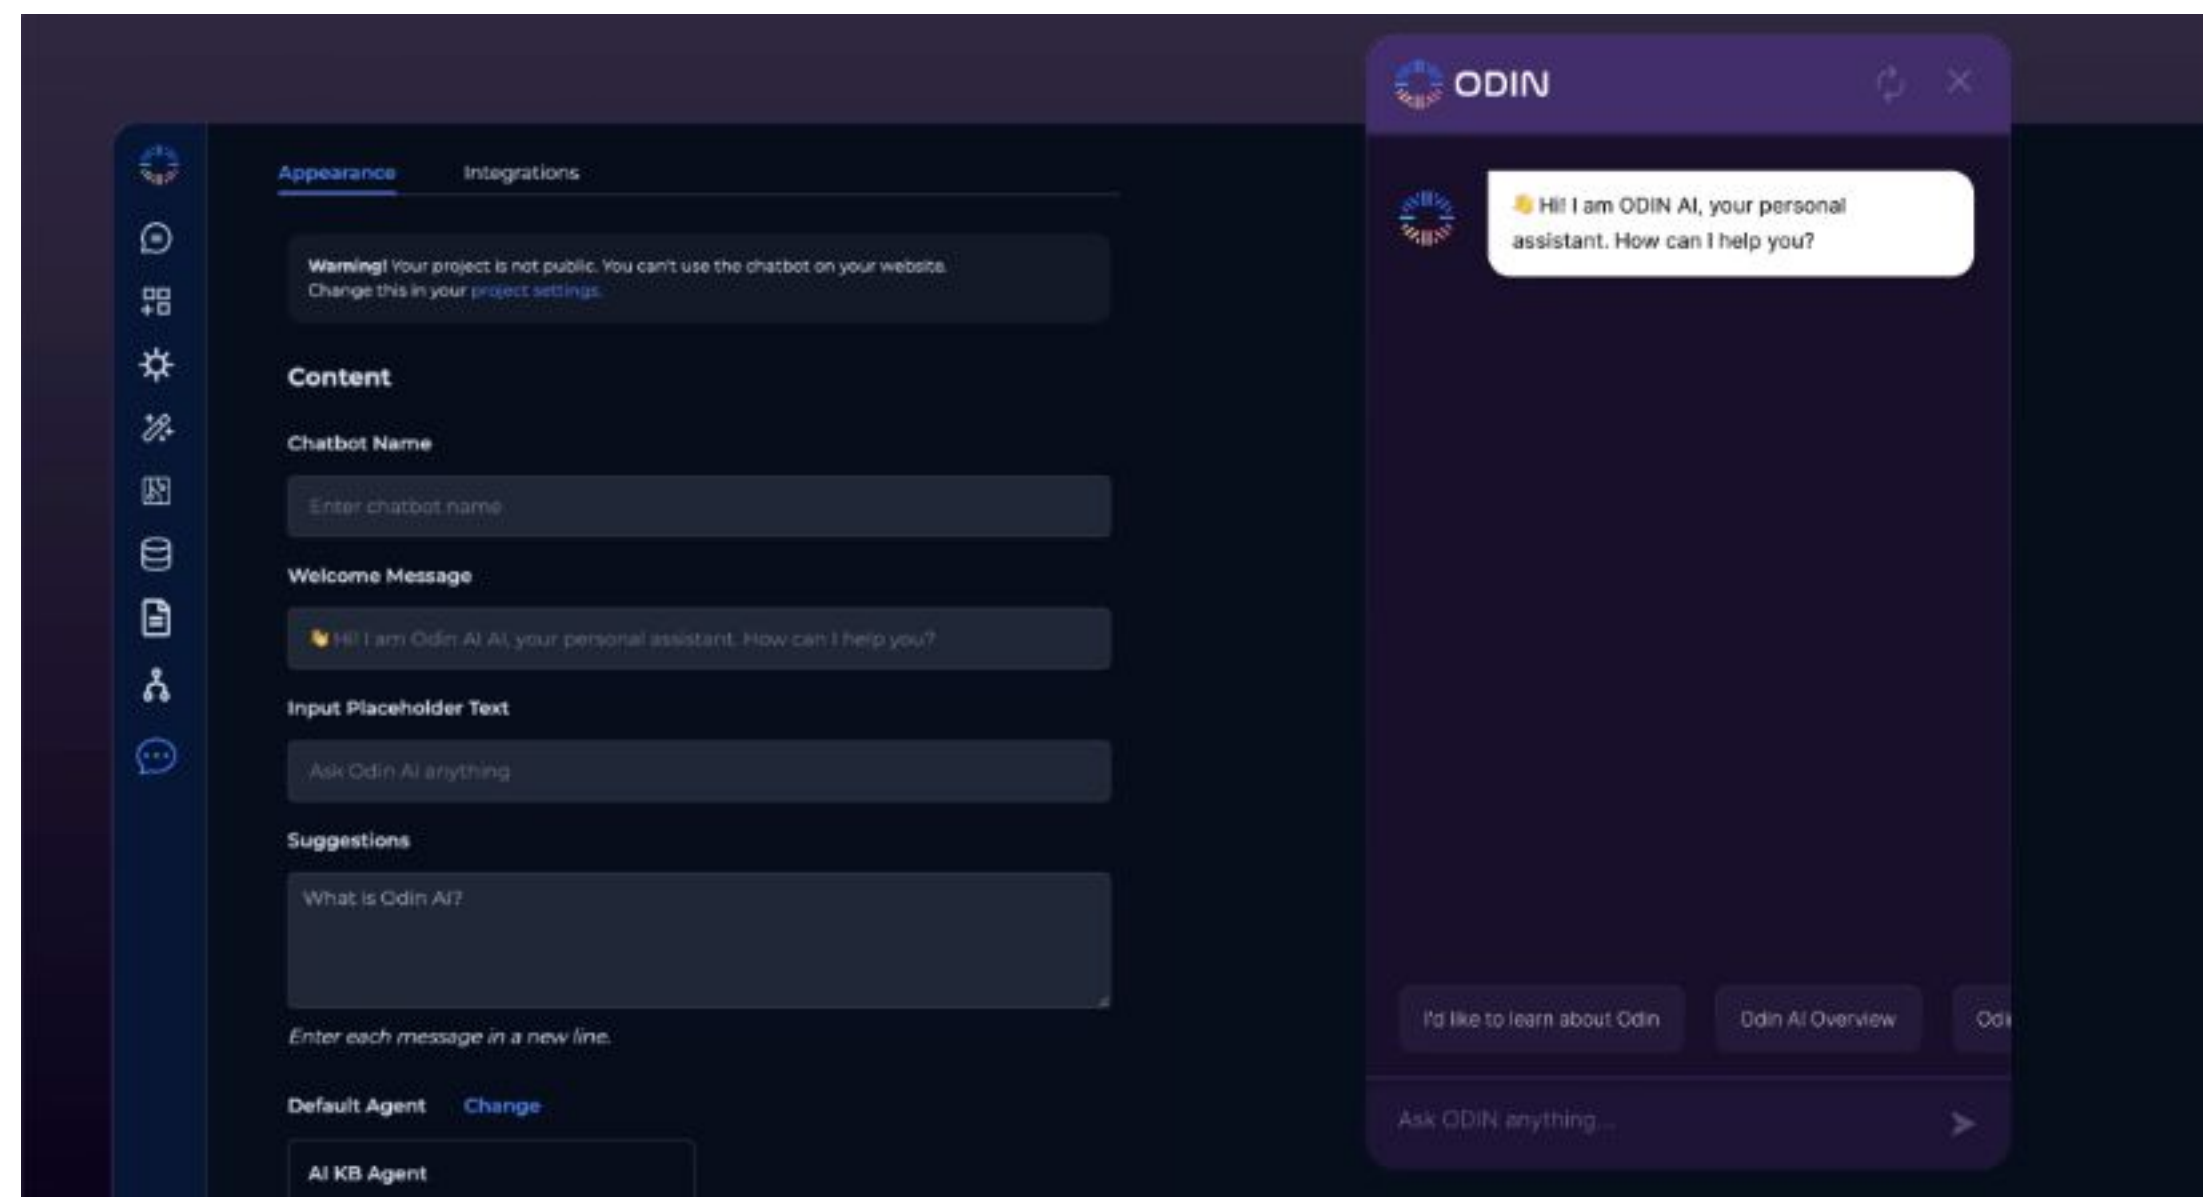 Appearance
Integrations
Warning! Your project is not public. You can't use the chatbot on your website.
Change this in your project settings.
Content
Chatbot Name
Enter chatbot name
Welcome Message
👋 Hi! I am Odin AI AI, your personal assistant. How can I help you?
Input Placeholder Text
Ask Odin AI anything
Suggestions
What is Odin AI?
Enter each message in a new line.
Default Agent
Change
AI KB Agent
ODIN
👋 Hi! I am ODIN AI, your personal
assistant. How can I help you?
I'd like to learn about Odin
Odin AI Overview
Ask ODIN anything...